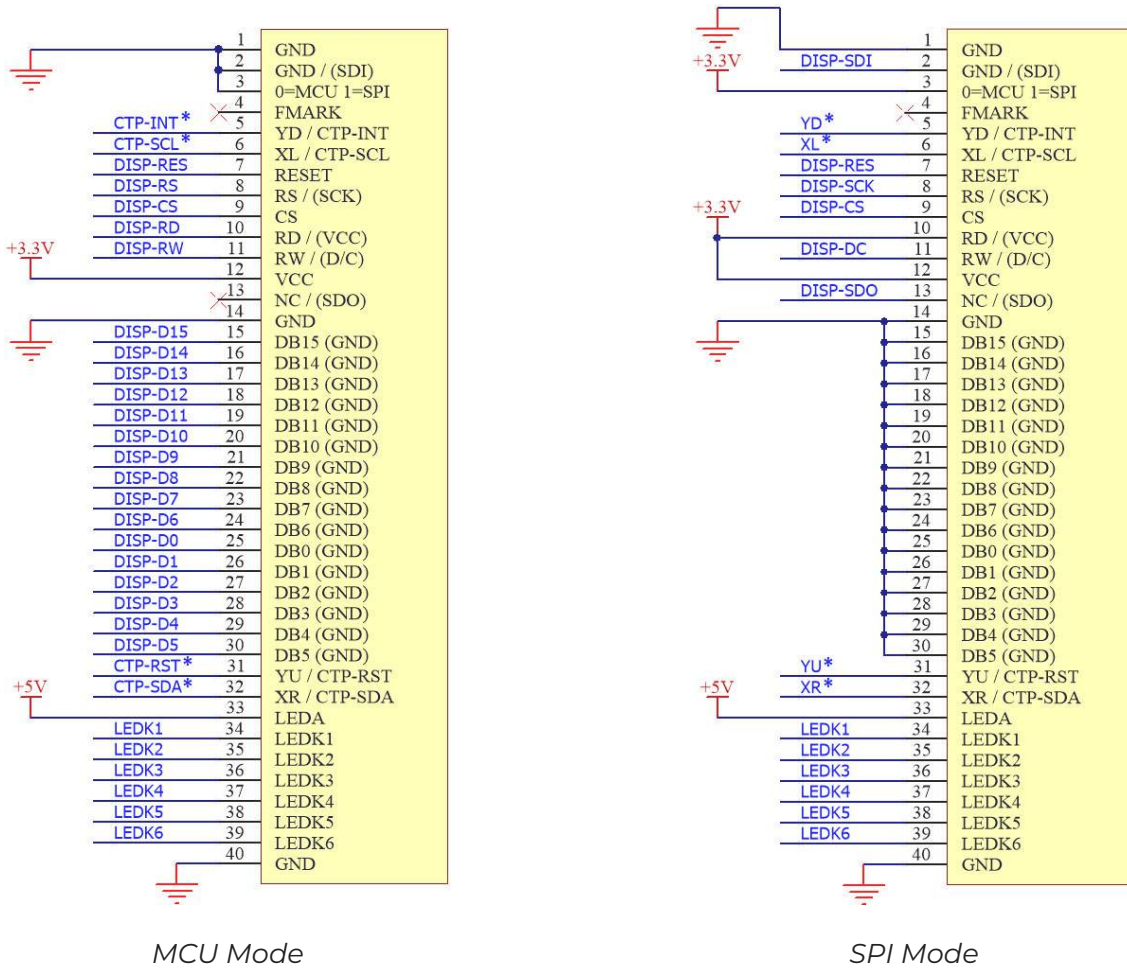 1 GND
DISP-SDI 2 GND / (SDI)
+3.3V 3 0=MCU 1=SPI
4 FMARK
YD* 5 YD / CTP-INT
XL* 6 XL / CTP-SCL
DISP-RES 7 RESET
DISP-SCK 8 RS / (SCK)
DISP-CS 9 CS
+3.3V 10 RD / (VCC)
DISP-DC 11 RW / (D/C)
12 VCC
DISP-SDO 13 NC / (SDO)
14 GND
15 DB15 (GND)
16 DB14 (GND)
17 DB13 (GND)
18 DB12 (GND)
19 DB11 (GND)
20 DB10 (GND)
21 DB9 (GND)
22 DB8 (GND)
23 DB7 (GND)
24 DB6 (GND)
25 DB0 (GND)
26 DB1 (GND)
27 DB2 (GND)
28 DB3 (GND)
29 DB4 (GND)
30 DB5 (GND)
YU* 31 YU / CTP-RST
XR* 32 XR / CTP-SDA
+5V 33 LEDA
LEDK1 34 LEDK1
LEDK2 35 LEDK2
LEDK3 36 LEDK3
LEDK4 37 LEDK4
LEDK5 38 LEDK5
LEDK6 39 LEDK6
40 GND
SPI Mode
1 GND
2 GND / (SDI)
3 0=MCU 1=SPI
4 FMARK
CTP-INT* 5 YD / CTP-INT
CTP-SCL* 6 XL / CTP-SCL
DISP-RES 7 RESET
DISP-RS 8 RS / (SCK)
DISP-CS 9 CS
DISP-RD 10 RD / (VCC)
DISP-RW 11 RW / (D/C)
+3.3V 12 VCC
13 NC / (SDO)
14 GND
DISP-D15 15 DB15 (GND)
DISP-D14 16 DB14 (GND)
DISP-D13 17 DB13 (GND)
DISP-D12 18 DB12 (GND)
DISP-D11 19 DB11 (GND)
DISP-D10 20 DB10 (GND)
DISP-D9 21 DB9 (GND)
DISP-D8 22 DB8 (GND)
DISP-D7 23 DB7 (GND)
DISP-D6 24 DB6 (GND)
DISP-D0 25 DB0 (GND)
DISP-D1 26 DB1 (GND)
DISP-D2 27 DB2 (GND)
DISP-D3 28 DB3 (GND)
DISP-D4 29 DB4 (GND)
DISP-D5 30 DB5 (GND)
CTP-RST* 31 YU / CTP-RST
CTP-SDA* 32 XR / CTP-SDA
+5V 33 LEDA
LEDK1 34 LEDK1
LEDK2 35 LEDK2
LEDK3 36 LEDK3
LEDK4 37 LEDK4
LEDK5 38 LEDK5
LEDK6 39 LEDK6
40 GND
MCU Mode